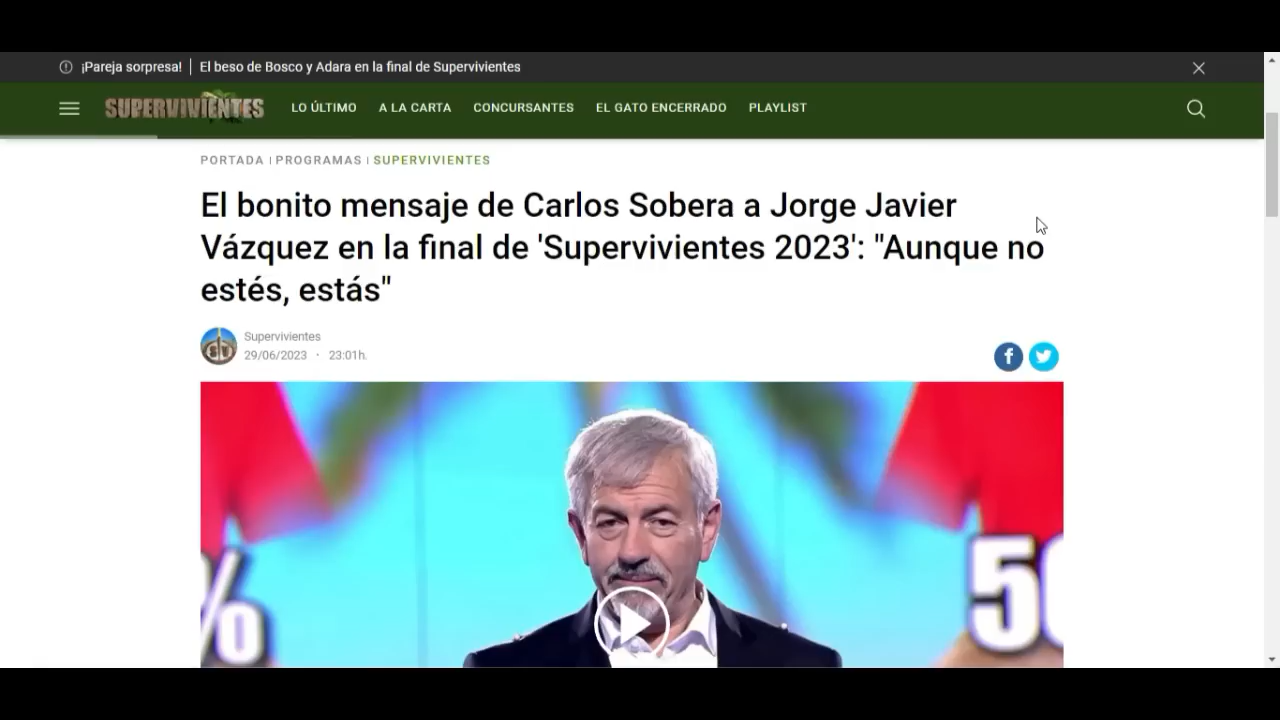 ¡Pareja sorpresa! | El beso de Bosco y Adara en la final de Supervivientes
SUPERVIVIENTES LO ÚLTIMO A LA CARTA CONCURSANTES EL GATO ENCERRADO PLAYLIST
PORTADA | PROGRAMAS | SUPERVIVIENTES
El bonito mensaje de Carlos Sobera a Jorge Javier
Vázquez en la final de 'Supervivientes 2023': "Aunque no
estés, estás"
Supervivientes
29/06/2023 · 23:01h.
% 50